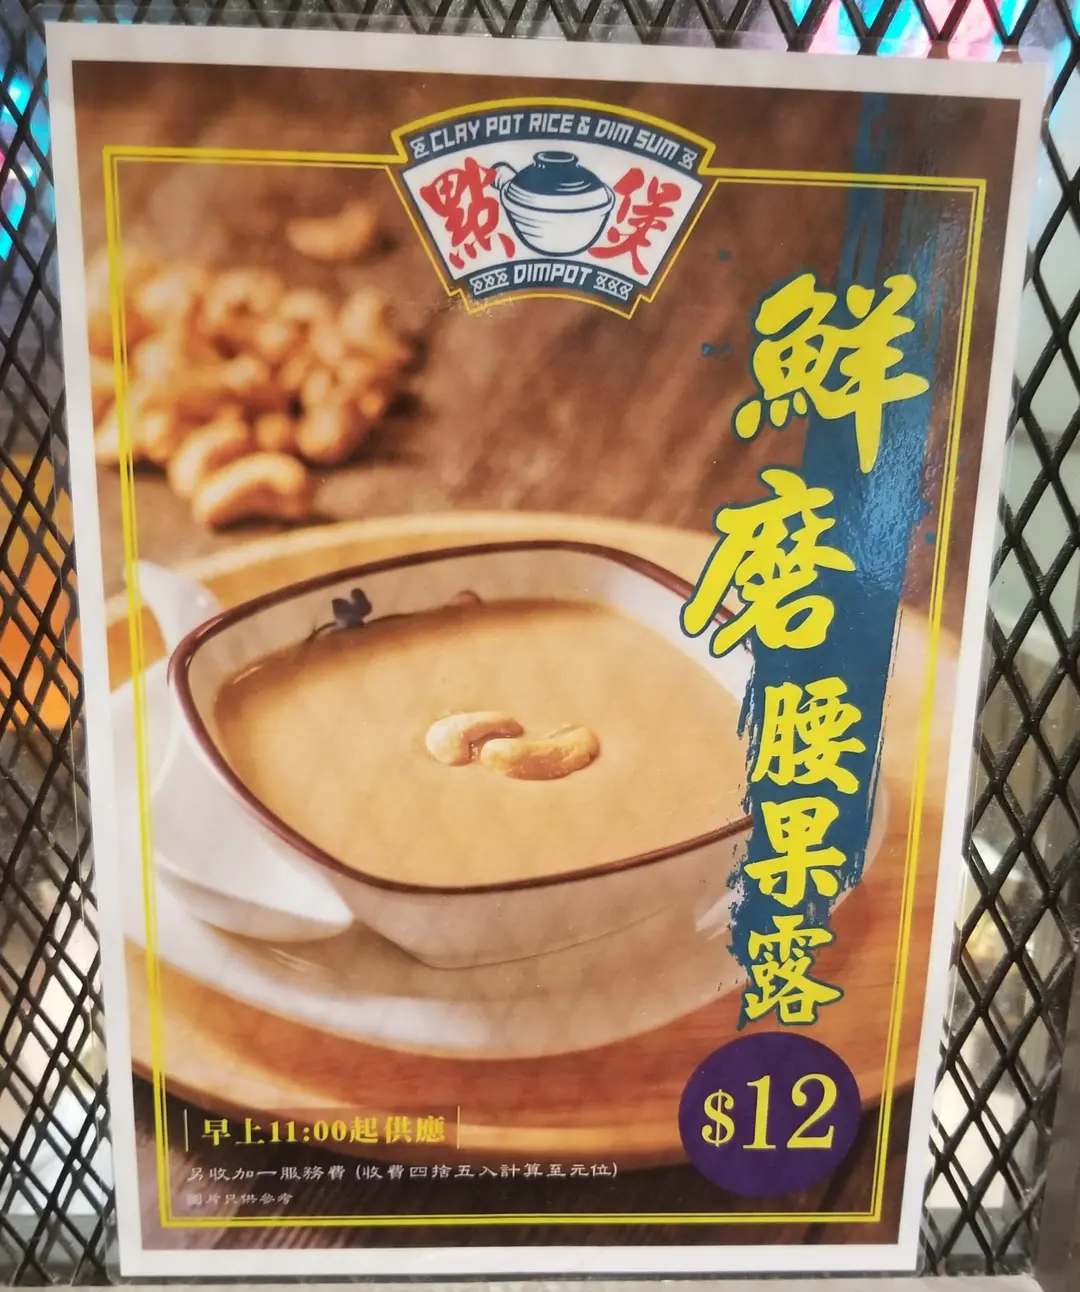 CLAY POT RICE & DIM SUM
點煲
DIMPOT
鮮磨腰果露
$12
早上11:00起供應
另收加一服務費 (收費四捨五入計算至元位)
圖片只供參考